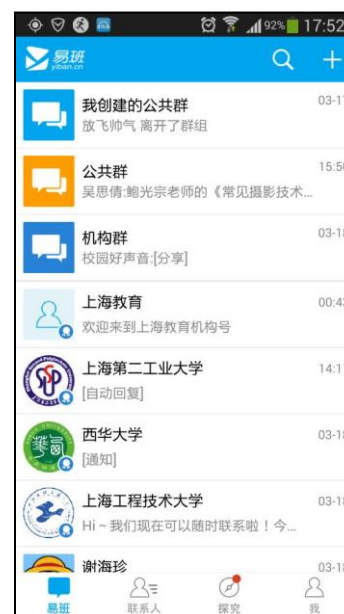 92% 17:52
易班
yiban.cn
我创建的公共群 03-1
放飞帅气 离开了群组
公共群 15:50
吴思倩:鲍光宗老师的《常见摄影技术...
机构群 03-18
校园好声音:[分享]
上海教育 00:43
欢迎来到上海教育机构号
上海第二工业大学 14:1
[自动回复]
西华大学 03-18
[通知]
上海工程技术大学 03-18
Hi ~ 我们现在可以随时联系啦！今...
谢海珍 03-18
易班 联系人 探究 我